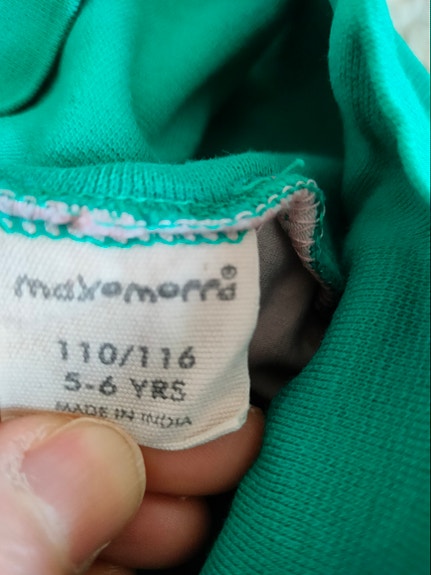 maxomorra®
110/116
5-6 YRS
MADE IN INDIA